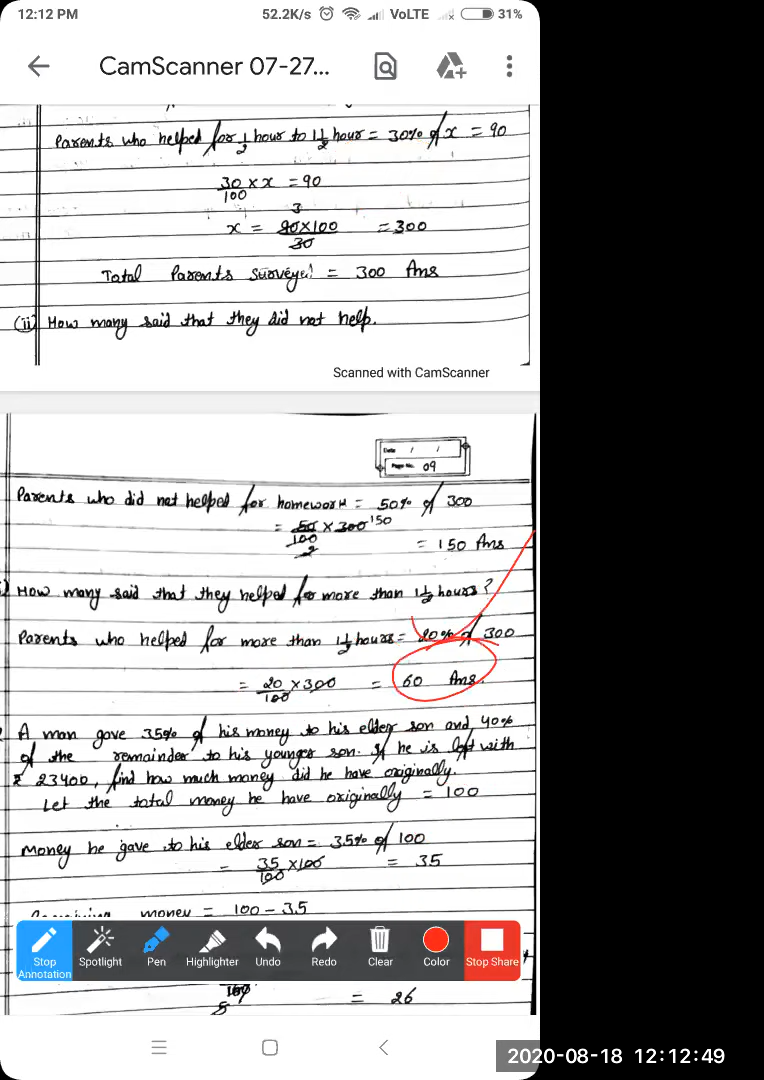 12:12 PM 52.2K/s VoLTE 31%
CamScanner 07-27...
Parents who helped for 1/2 hour to 1 1/2 hour = 30% of x = 90
30/100 × x = 90
3
x = 90×100/30 = 300
Total Parents surveyed = 300 Ans
(ii) How many said that they did not help.
Scanned with CamScanner
Date / /
Page No. 09
Parents who did not helped for homework = 50% of 300
= 50/100 × 300 150
2
= 150 Ans
How many said that they helped for more than 1 1/2 hours?
Parents who helped for more than 1 1/2 hours = 20% of 300
= 20/100 × 300 = 60 Ans.
A man gave 35% of his money to his elder son and 40%
of the remainder to his younger son. If he is left with
₹ 23400, find how much money did he have originally.
Let the total money he have originally = 100
Money he gave to his elder son = 35% of 100
= 35/100 × 100 = 35
money = 100 - 35
Stop Annotation Spotlight Pen Highlighter Undo Redo Clear Color Stop Share
5 = 26
2020-08-18 12:12:49